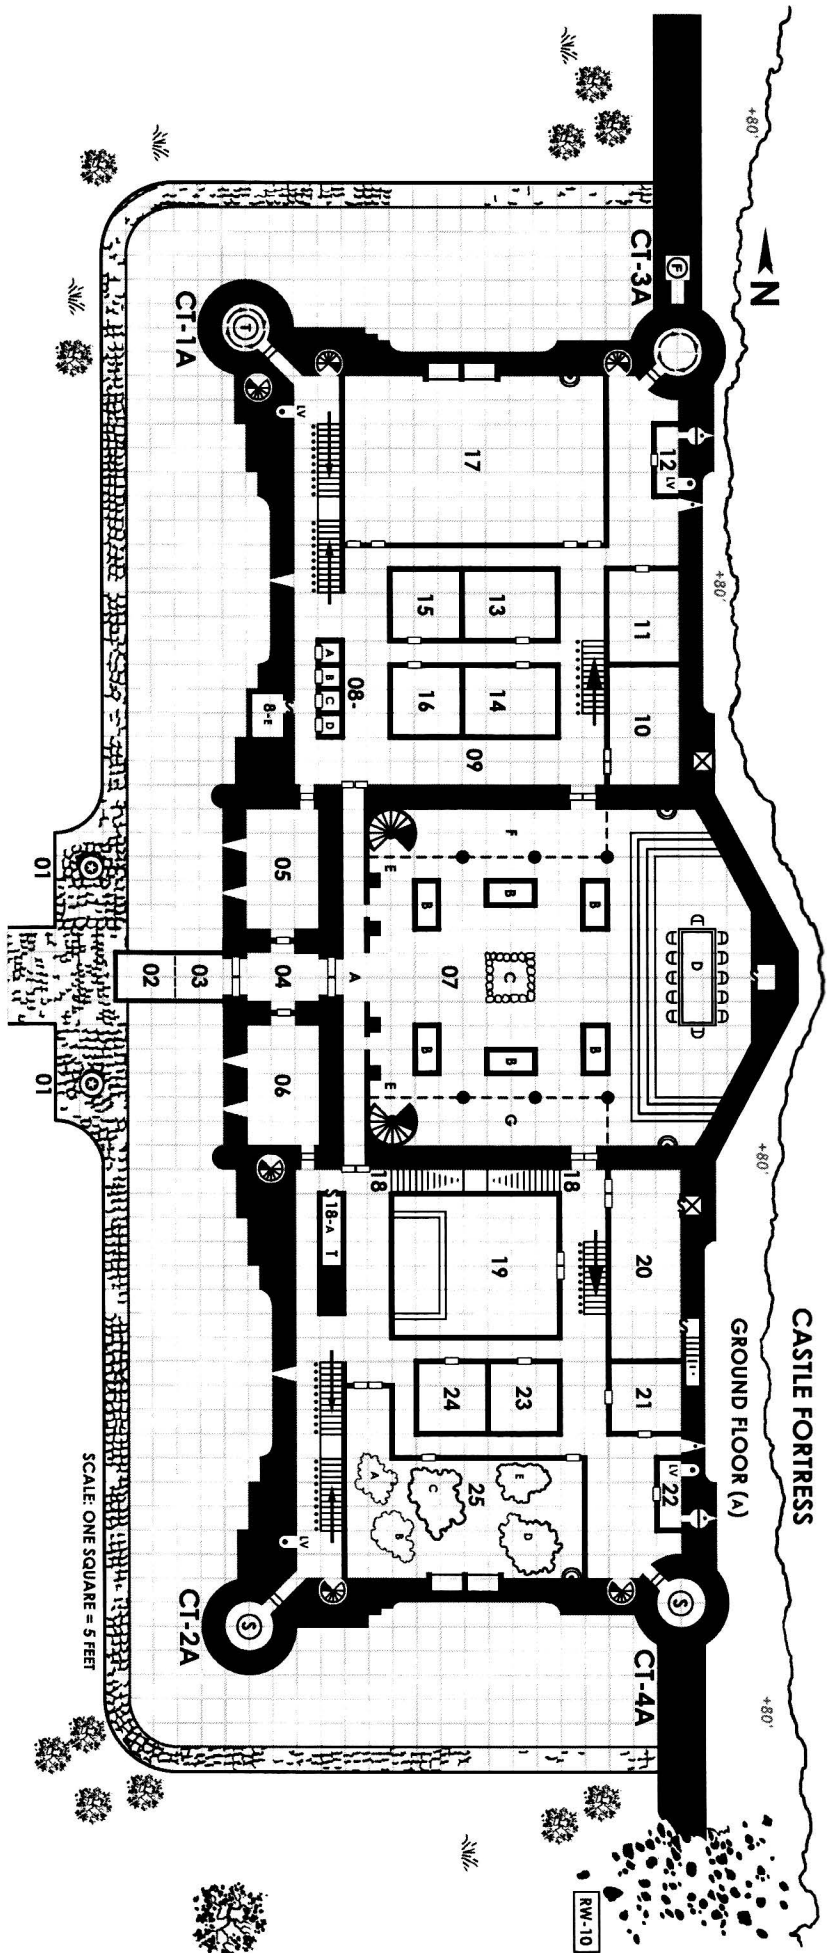 CASTLE FORTRESS
GROUND FLOOR (A)
N
+80'
+80'
+80'
+80'
CT-3A
F
CT-1A
T
LV
12
LV
17
11
10
15
13
16
14
08-
A
B
C
D
8-E
09
05
04
06
03
02
01
01
A
07
E
E
F
G
B
B
B
B
B
B
C
D
18
18
18-A
S
T
19
20
21
22
LV
23
24
25
A
B
C
D
E
LV
CT-2A
S
CT-4A
S
RW-10
SCALE: ONE SQUARE = 5 FEET